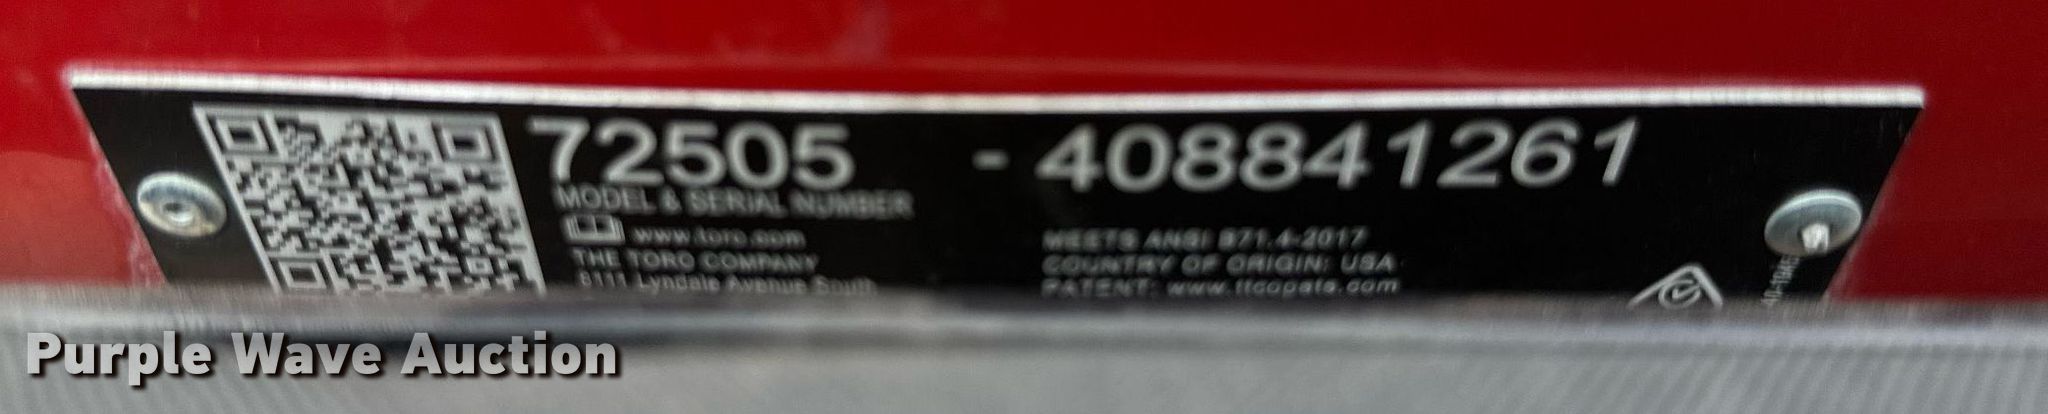 72505 - 408841261
MODEL & SERIAL NUMBER
www.toro.com
THE TORO COMPANY
8111 Lyndale Avenue South
MEETS ANSI B71.4-2017
COUNTRY OF ORIGIN: USA
PATENT: www.ttcopats.com
Purple Wave Auction